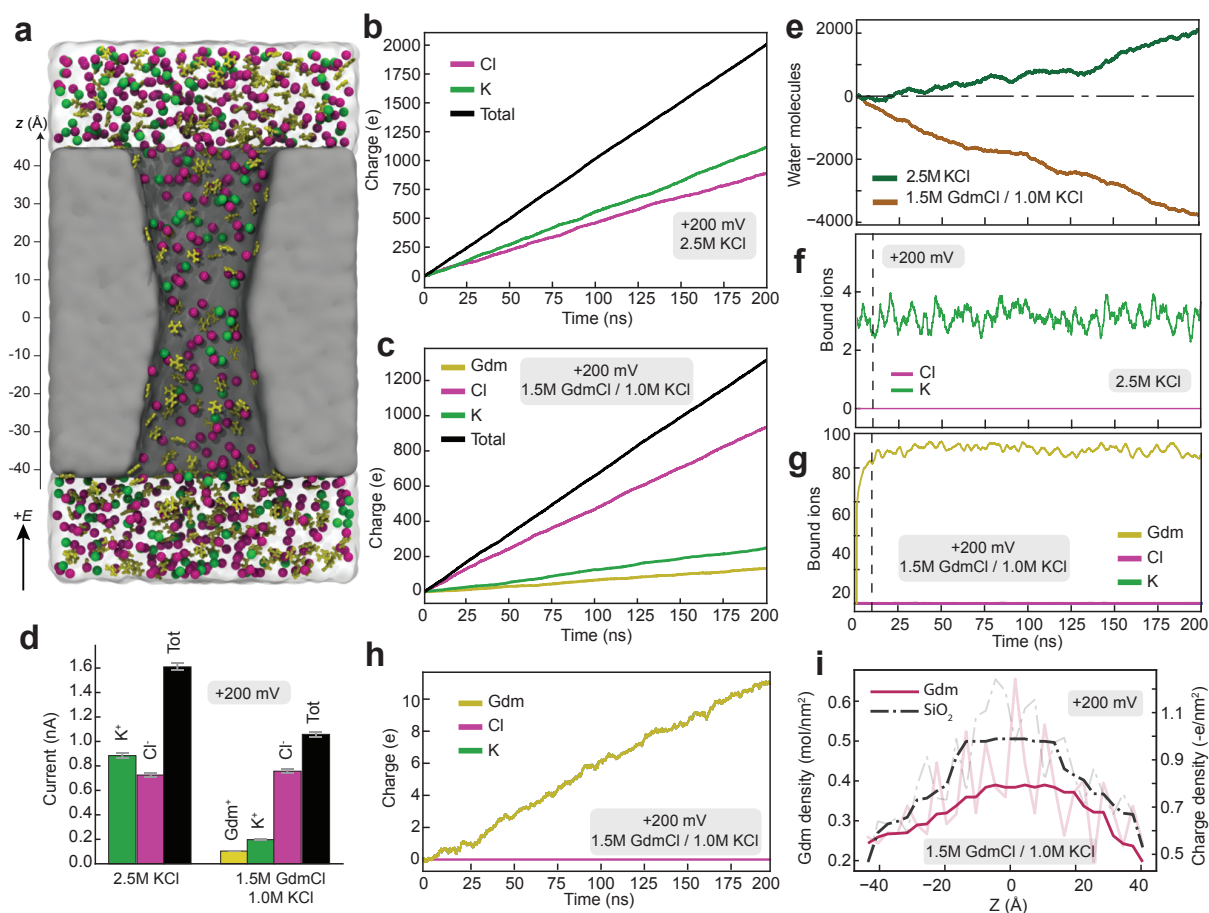 a
z (Å)
40
30
20
10
0
-10
-20
-30
-40
+E
b
2000
1750
1500
1250
1000
750
500
250
0
Charge (e)
Cl
K
Total
+200 mV
2.5M KCl
0 25 50 75 100 125 150 175 200
Time (ns)
c
1200
1000
800
600
400
200
0
Charge (e)
Gdm
Cl
K
Total
+200 mV
1.5M GdmCl / 1.0M KCl
0 25 50 75 100 125 150 175 200
Time (ns)
d
1.6
1.4
1.2
1.0
0.8
0.6
0.4
0.2
0.0
Current (nA)
+200 mV
K⁺
Cl⁻
Tot
Gdm⁺
K⁺
Cl⁻
Tot
2.5M KCl
1.5M GdmCl
1.0M KCl
e
2000
0
−2000
−4000
Water molecules
2.5M KCl
1.5M GdmCl / 1.0M KCl
f
+200 mV
4
2
0
Bound ions
Cl
K
2.5M KCl
g
100
80
60
40
20
Bound ions
+200 mV
1.5M GdmCl / 1.0M KCl
Gdm
Cl
K
0 25 50 75 100 125 150 175 200
Time (ns)
h
10
8
6
4
2
0
Charge (e)
Gdm
Cl
K
+200 mV
1.5M GdmCl / 1.0M KCl
0 25 50 75 100 125 150 175 200
Time (ns)
i
0.6
0.5
0.4
0.3
0.2
Gdm density (mol/nm²)
Gdm
SiO₂
+200 mV
1.5M GdmCl / 1.0M KCl
1.1
0.9
0.7
0.5
Charge density (-e/nm²)
−40 −20 0 20 40
Z (Å)